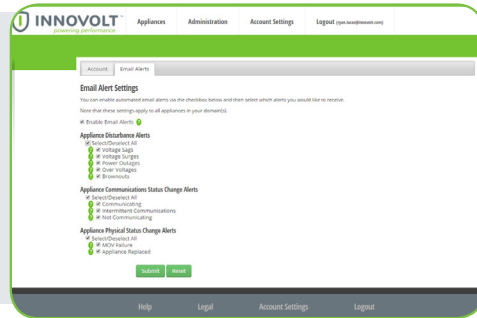 INNOVOLT
powering performance
Appliances Administration Account Settings Logout (ryan.lucas@innovolt.com)
Account Email Alerts
Email Alert Settings
You can enable automated email alerts via the checkbox below and then select which alerts you would like to receive.
Note that these settings apply to all appliances in your domain(s).
Enable Email Alerts ?
Appliance Disturbance Alerts
Select/Deselect All
? Voltage Sags
? Voltage Surges
? Power Outages
? Over Voltages
? Brownouts
Appliance Communications Status Change Alerts
Select/Deselect All
? Communicating
? Intermittent Communications
? Not Communicating
Appliance Physical Status Change Alerts
Select/Deselect All
? MOV Failure
? Appliance Replaced
Submit Reset
Help Legal Account Settings Logout